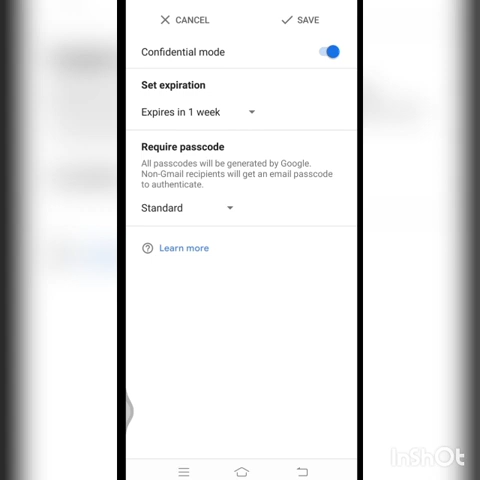 CANCEL SAVE
Confidential mode
Set expiration
Expires in 1 week
Require passcode
All passcodes will be generated by Google.
Non-Gmail recipients will get an email passcode
to authenticate.
Standard
Learn more
InShOt